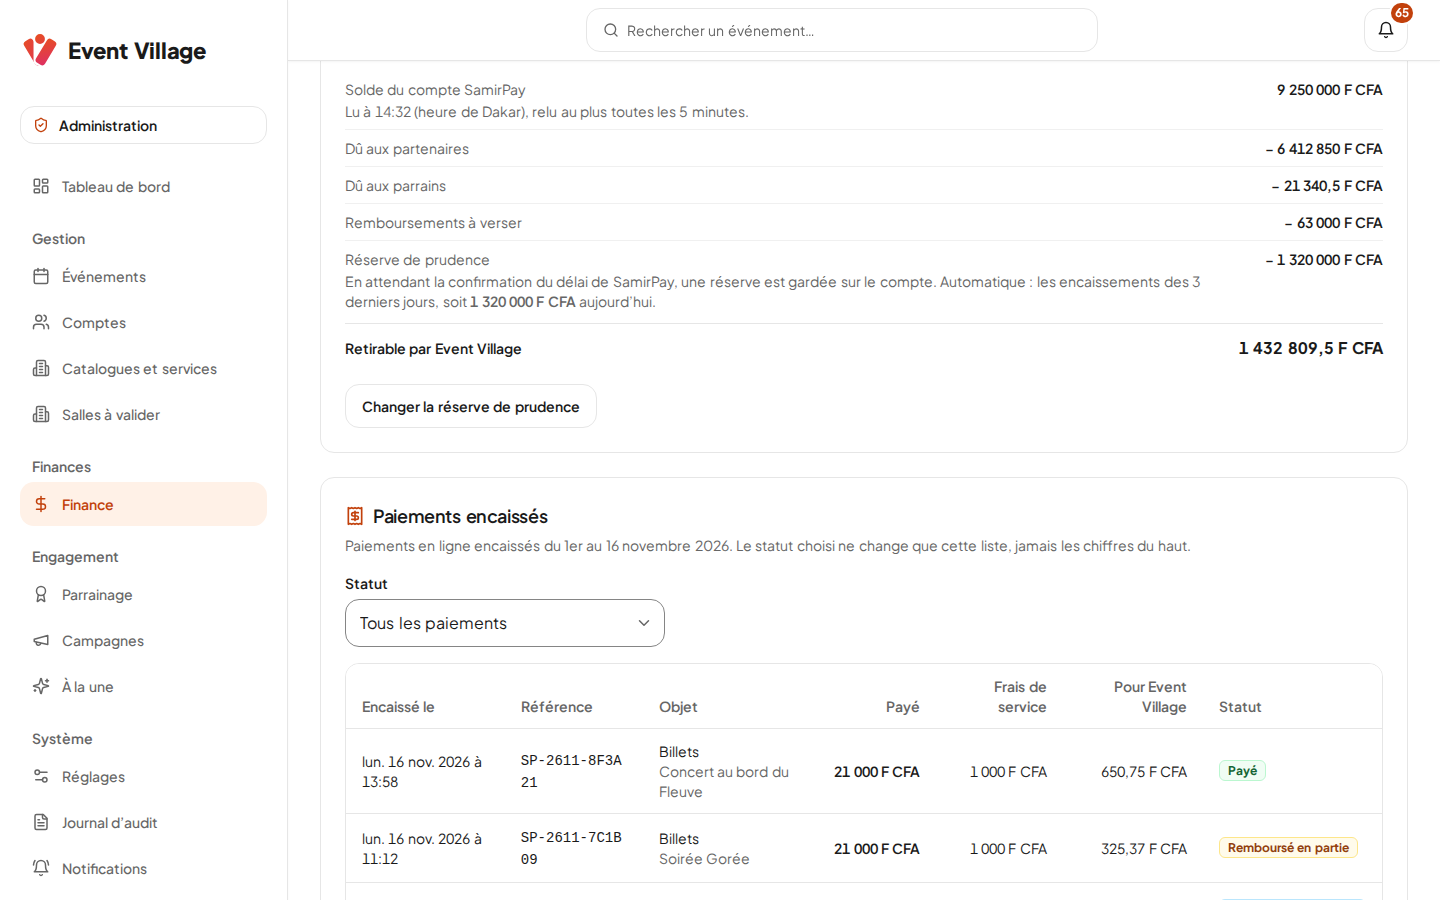 Event Village
Rechercher un événement…
65
Administration
Tableau de bord
Gestion
Événements
Comptes
Catalogues et services
Salles à valider
Finances
Finance
Engagement
Parrainage
Campagnes
À la une
Système
Réglages
Journal d’audit
Notifications
Solde du compte SamirPay
9 250 000 F CFA
Lu à 14:32 (heure de Dakar), relu au plus toutes les 5 minutes.
Dû aux partenaires
− 6 412 850 F CFA
Dû aux parrains
− 21 340,5 F CFA
Remboursements à verser
− 63 000 F CFA
Réserve de prudence
− 1 320 000 F CFA
En attendant la confirmation du délai de SamirPay, une réserve est gardée sur le compte. Automatique : les encaissements des 3
derniers jours, soit 1 320 000 F CFA aujourd’hui.
Retirable par Event Village
1 432 809,5 F CFA
Changer la réserve de prudence
Paiements encaissés
Paiements en ligne encaissés du 1er au 16 novembre 2026. Le statut choisi ne change que cette liste, jamais les chiffres du haut.
Statut
Tous les paiements
Encaissé le
Référence
Objet
Payé
Frais de
service
Pour Event
Village
Statut
lun. 16 nov. 2026 à
13:58
SP-2611-8F3A
21
Billets
Concert au bord du
Fleuve
21 000 F CFA
1 000 F CFA
650,75 F CFA
Payé
lun. 16 nov. 2026 à
11:12
SP-2611-7C1B
09
Billets
Soirée Gorée
21 000 F CFA
1 000 F CFA
325,37 F CFA
Remboursé en partie